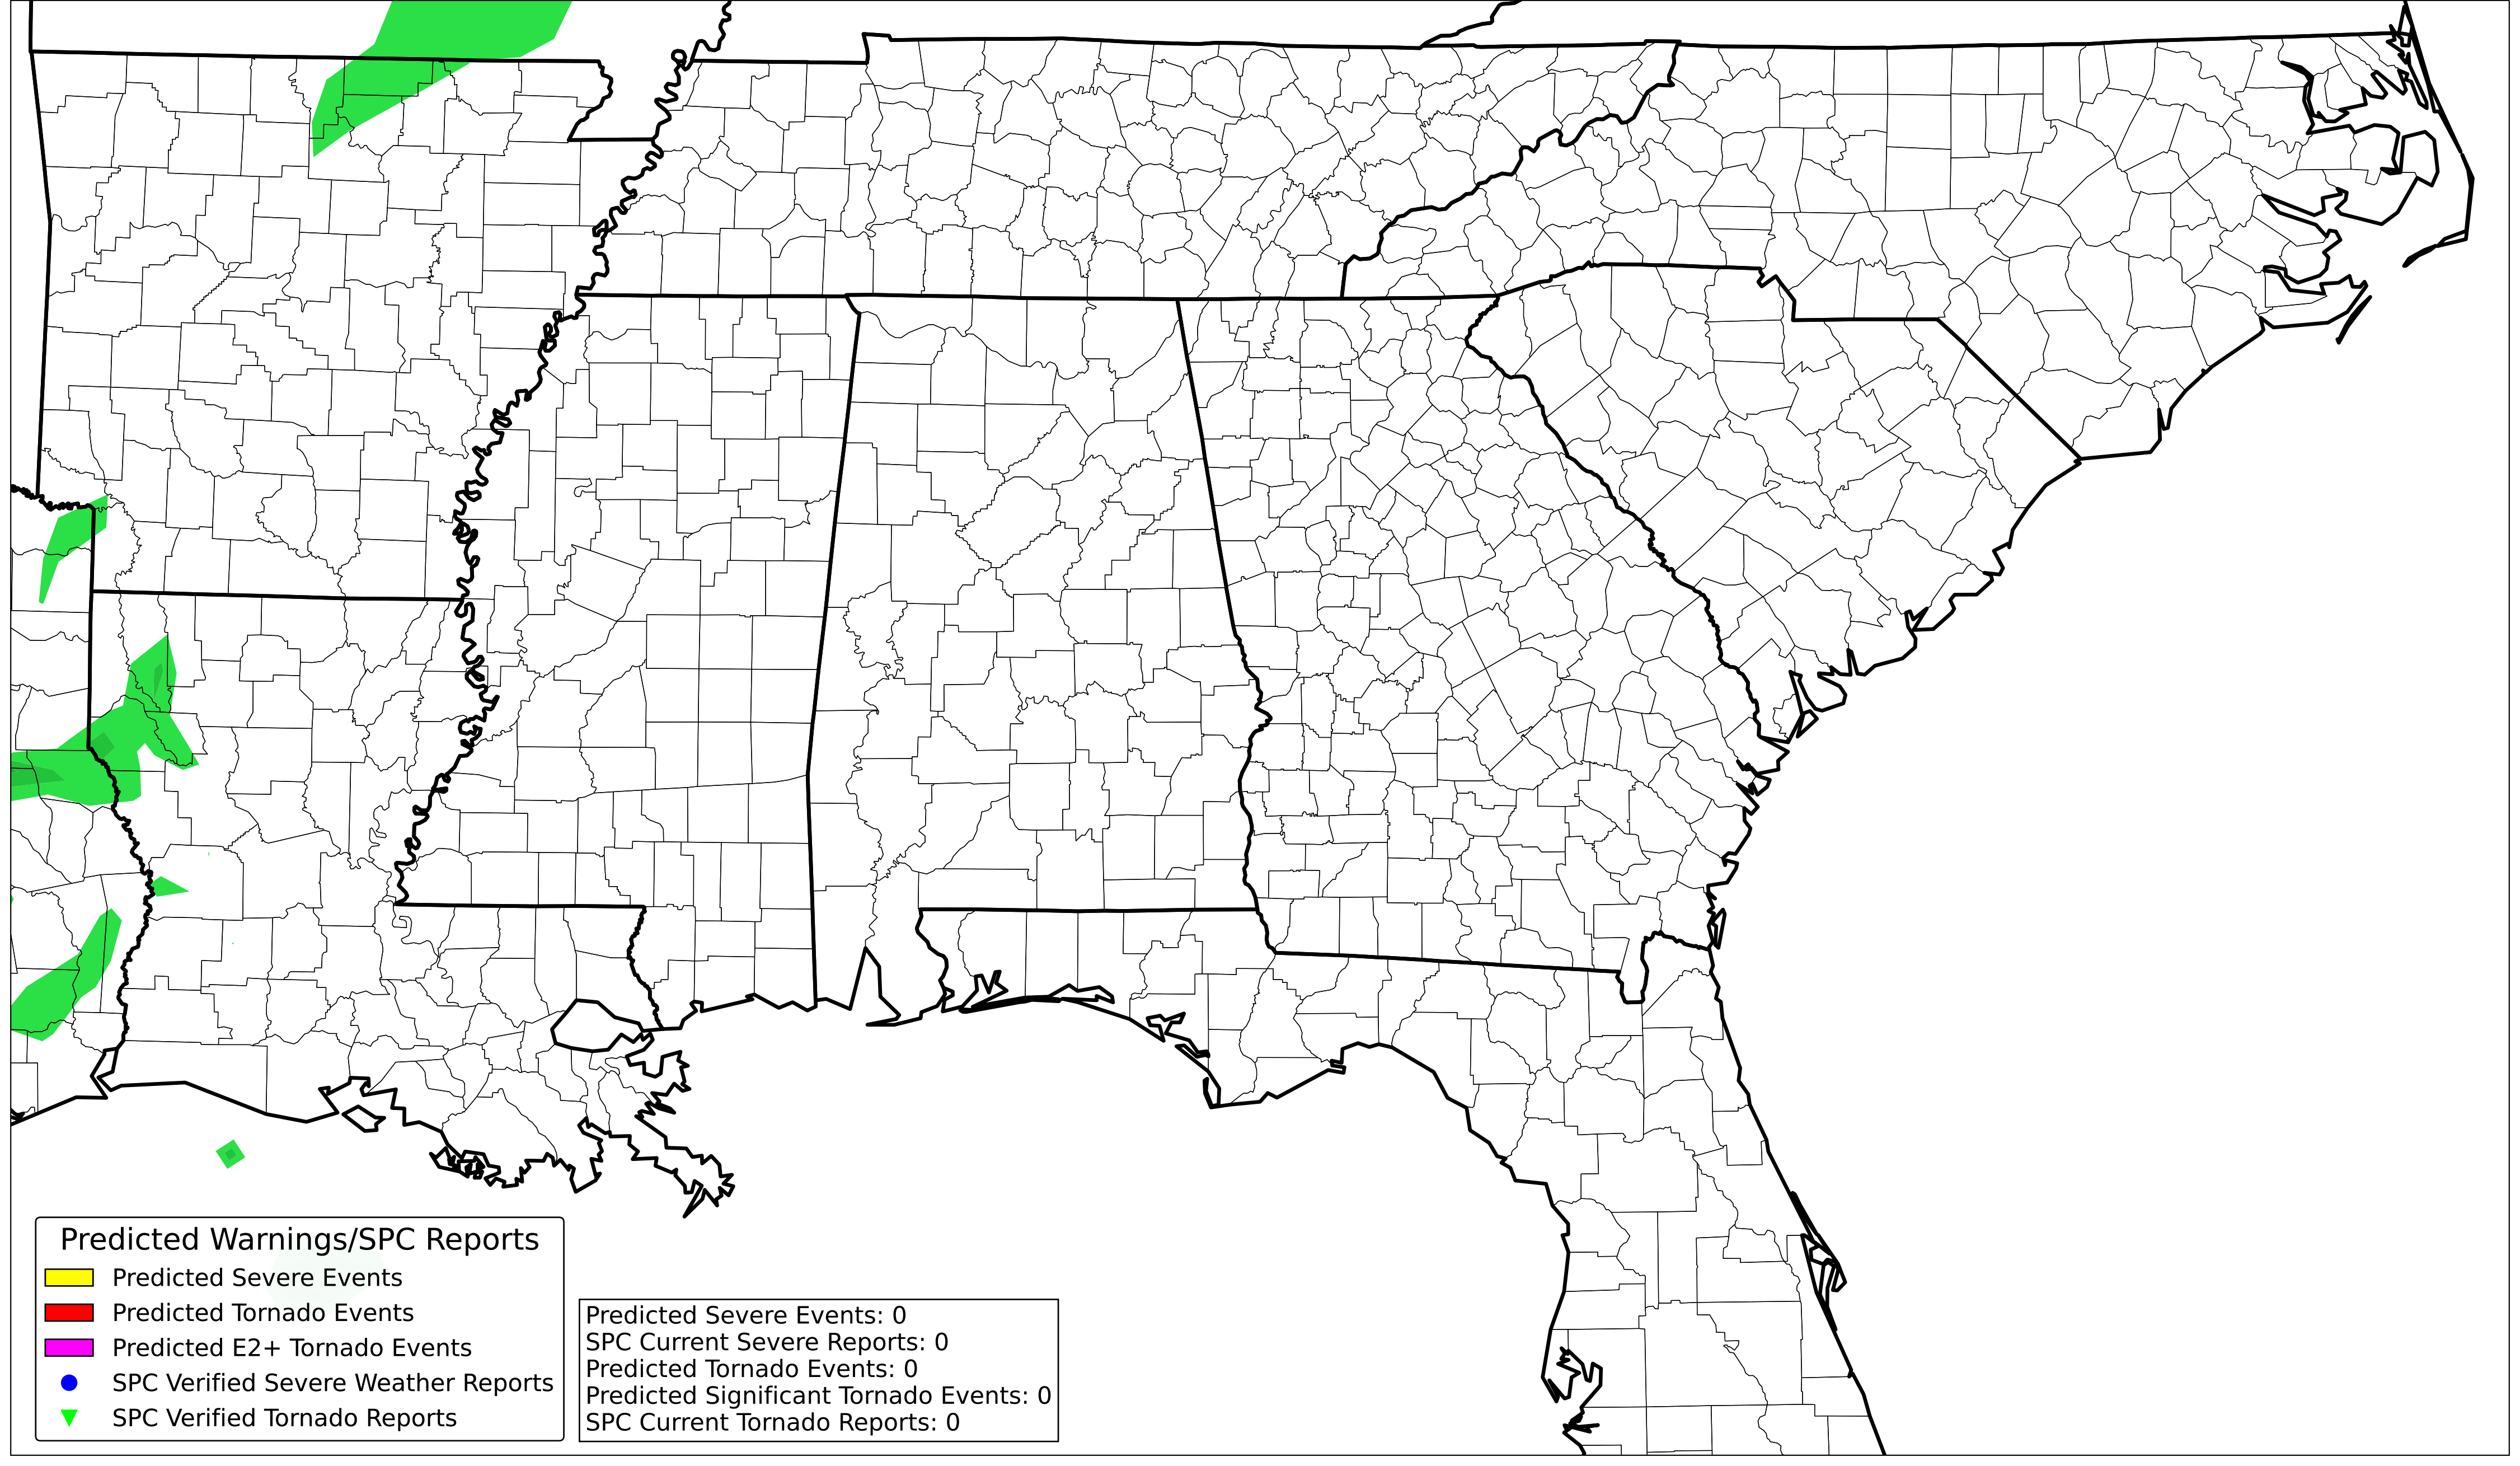 Predicted Warnings/SPC Reports
Predicted Severe Events
Predicted Tornado Events
Predicted E2+ Tornado Events
SPC Verified Severe Weather Reports
SPC Verified Tornado Reports
Predicted Severe Events: 0
SPC Current Severe Reports: 0
Predicted Tornado Events: 0
Predicted Significant Tornado Events: 0
SPC Current Tornado Reports: 0